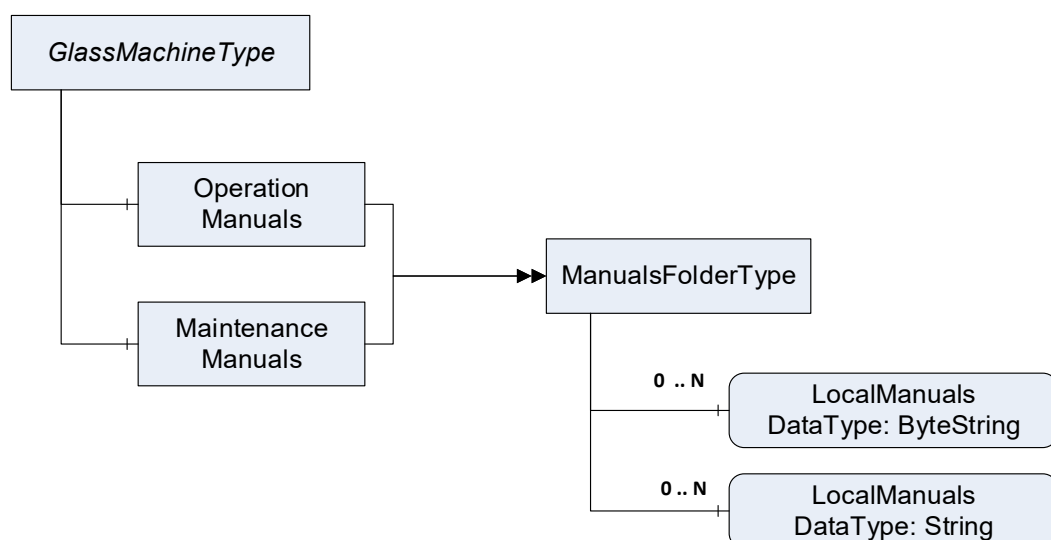 GlassMachineType
Operation
Manuals
ManualsFolderType
Maintenance
Manuals
0 .. N
LocalManuals
DataType: ByteString
0 .. N
LocalManuals
DataType: String